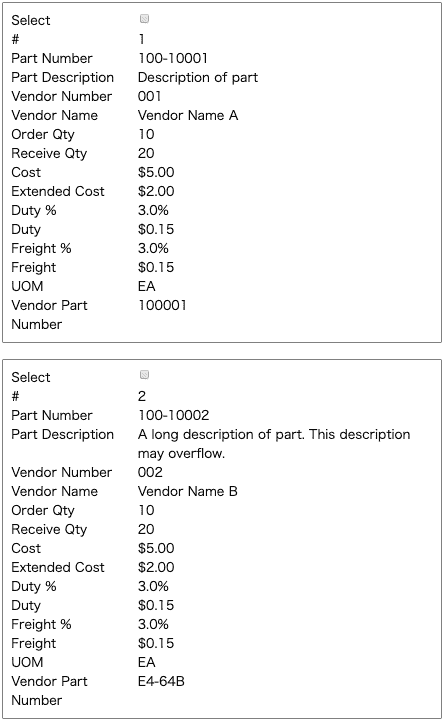 Select
# 1
Part Number 100-10001
Part Description Description of part
Vendor Number 001
Vendor Name Vendor Name A
Order Qty 10
Receive Qty 20
Cost $5.00
Extended Cost $2.00
Duty % 3.0%
Duty $0.15
Freight % 3.0%
Freight $0.15
UOM EA
Vendor Part 100001
Number
Select
# 2
Part Number 100-10002
Part Description A long description of part. This description
may overflow.
Vendor Number 002
Vendor Name Vendor Name B
Order Qty 10
Receive Qty 20
Cost $5.00
Extended Cost $2.00
Duty % 3.0%
Duty $0.15
Freight % 3.0%
Freight $0.15
UOM EA
Vendor Part E4-64B
Number